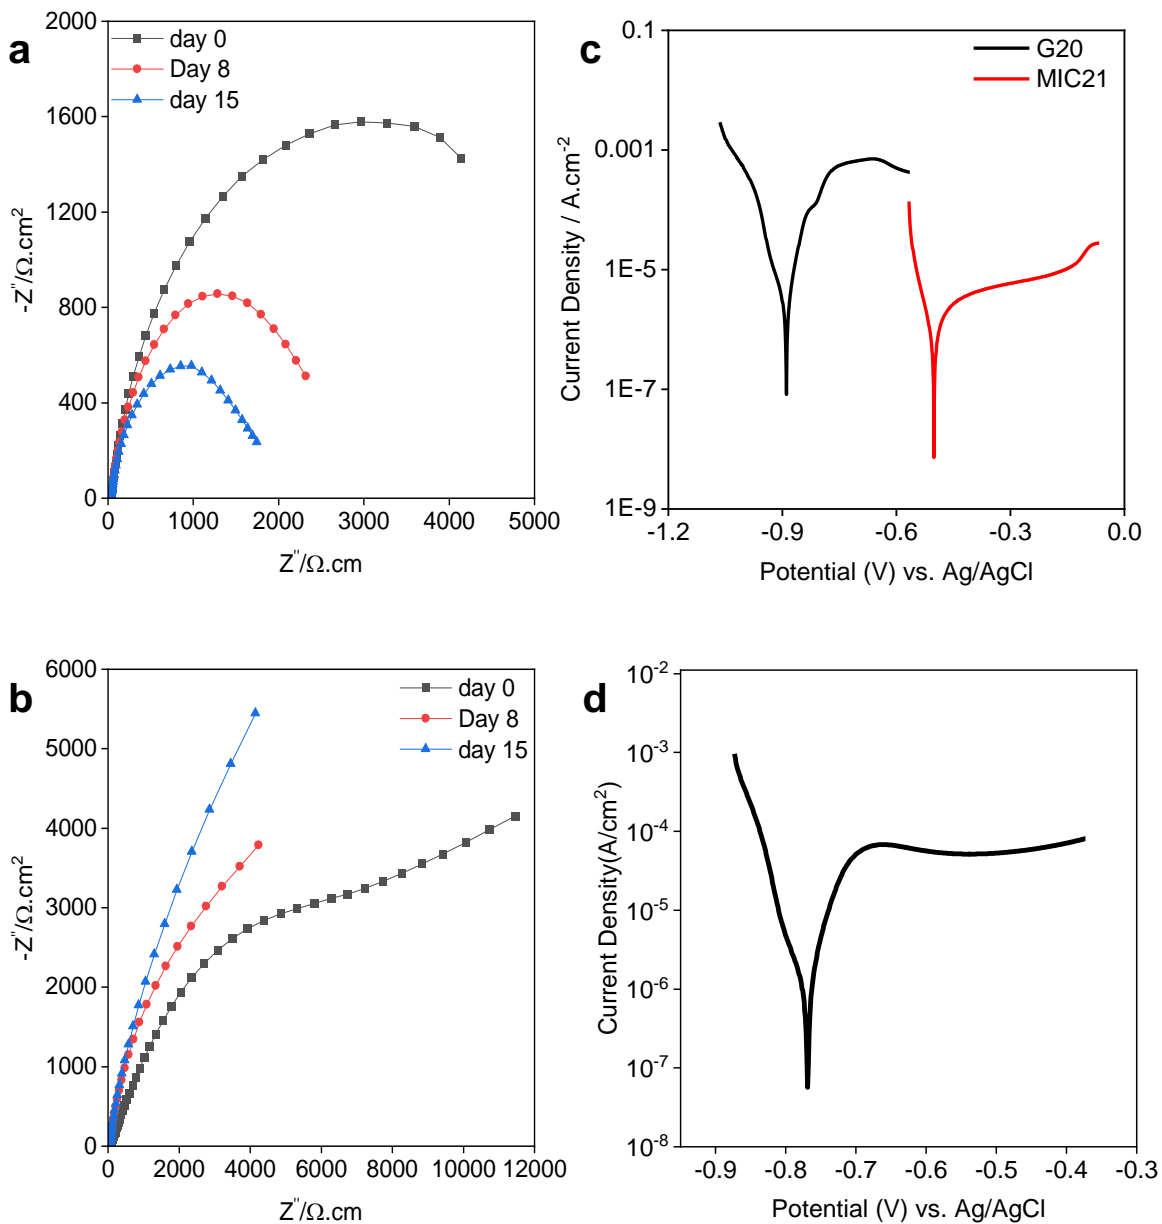 a
2000
1600
1200
800
400
0
-Z''/Ω.cm²
day 0
Day 8
day 15
0 1000 2000 3000 4000 5000
Z''/Ω.cm
c
0.1
0.001
1E-5
1E-7
1E-9
Current Density / A.cm⁻²
G20
MIC21
-1.2 -0.9 -0.6 -0.3 0.0
Potential (V) vs. Ag/AgCl
b
6000
5000
4000
3000
2000
1000
0
-Z''/Ω.cm²
day 0
Day 8
day 15
0 2000 4000 6000 8000 10000 12000
Z''/Ω.cm
d
10⁻²
10⁻³
10⁻⁴
10⁻⁵
10⁻⁶
10⁻⁷
10⁻⁸
Current Density(A/cm²)
-0.9 -0.8 -0.7 -0.6 -0.5 -0.4 -0.3
Potential (V) vs. Ag/AgCl